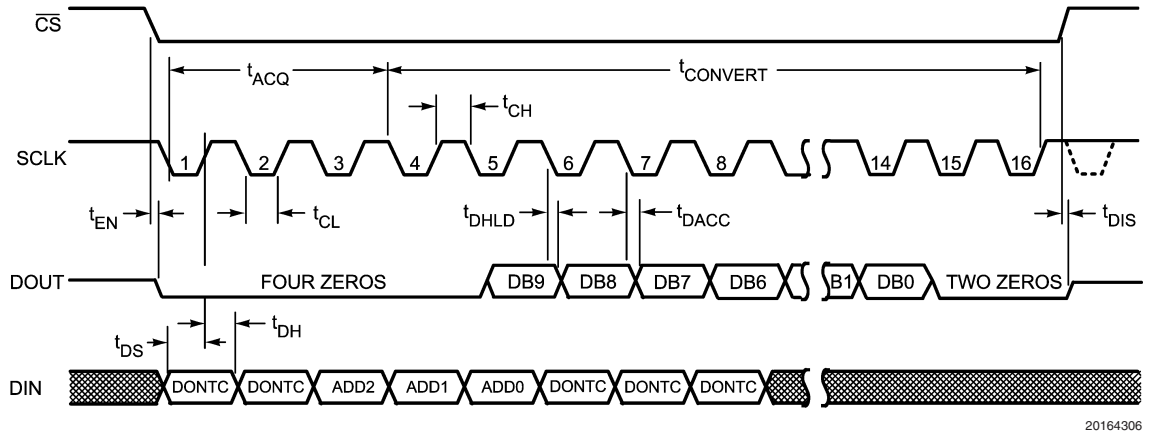 CS
tACQ
tCONVERT
tCH
SCLK
1 2 3 4 5 6 7 8 14 15 16
tEN
tCL
tDHLD
tDACC
tDIS
DOUT
FOUR ZEROS DB9 DB8 DB7 DB6 B1 DB0 TWO ZEROS
tDS
tDH
DIN
DONTC DONTC ADD2 ADD1 ADD0 DONTC DONTC DONTC
20164306